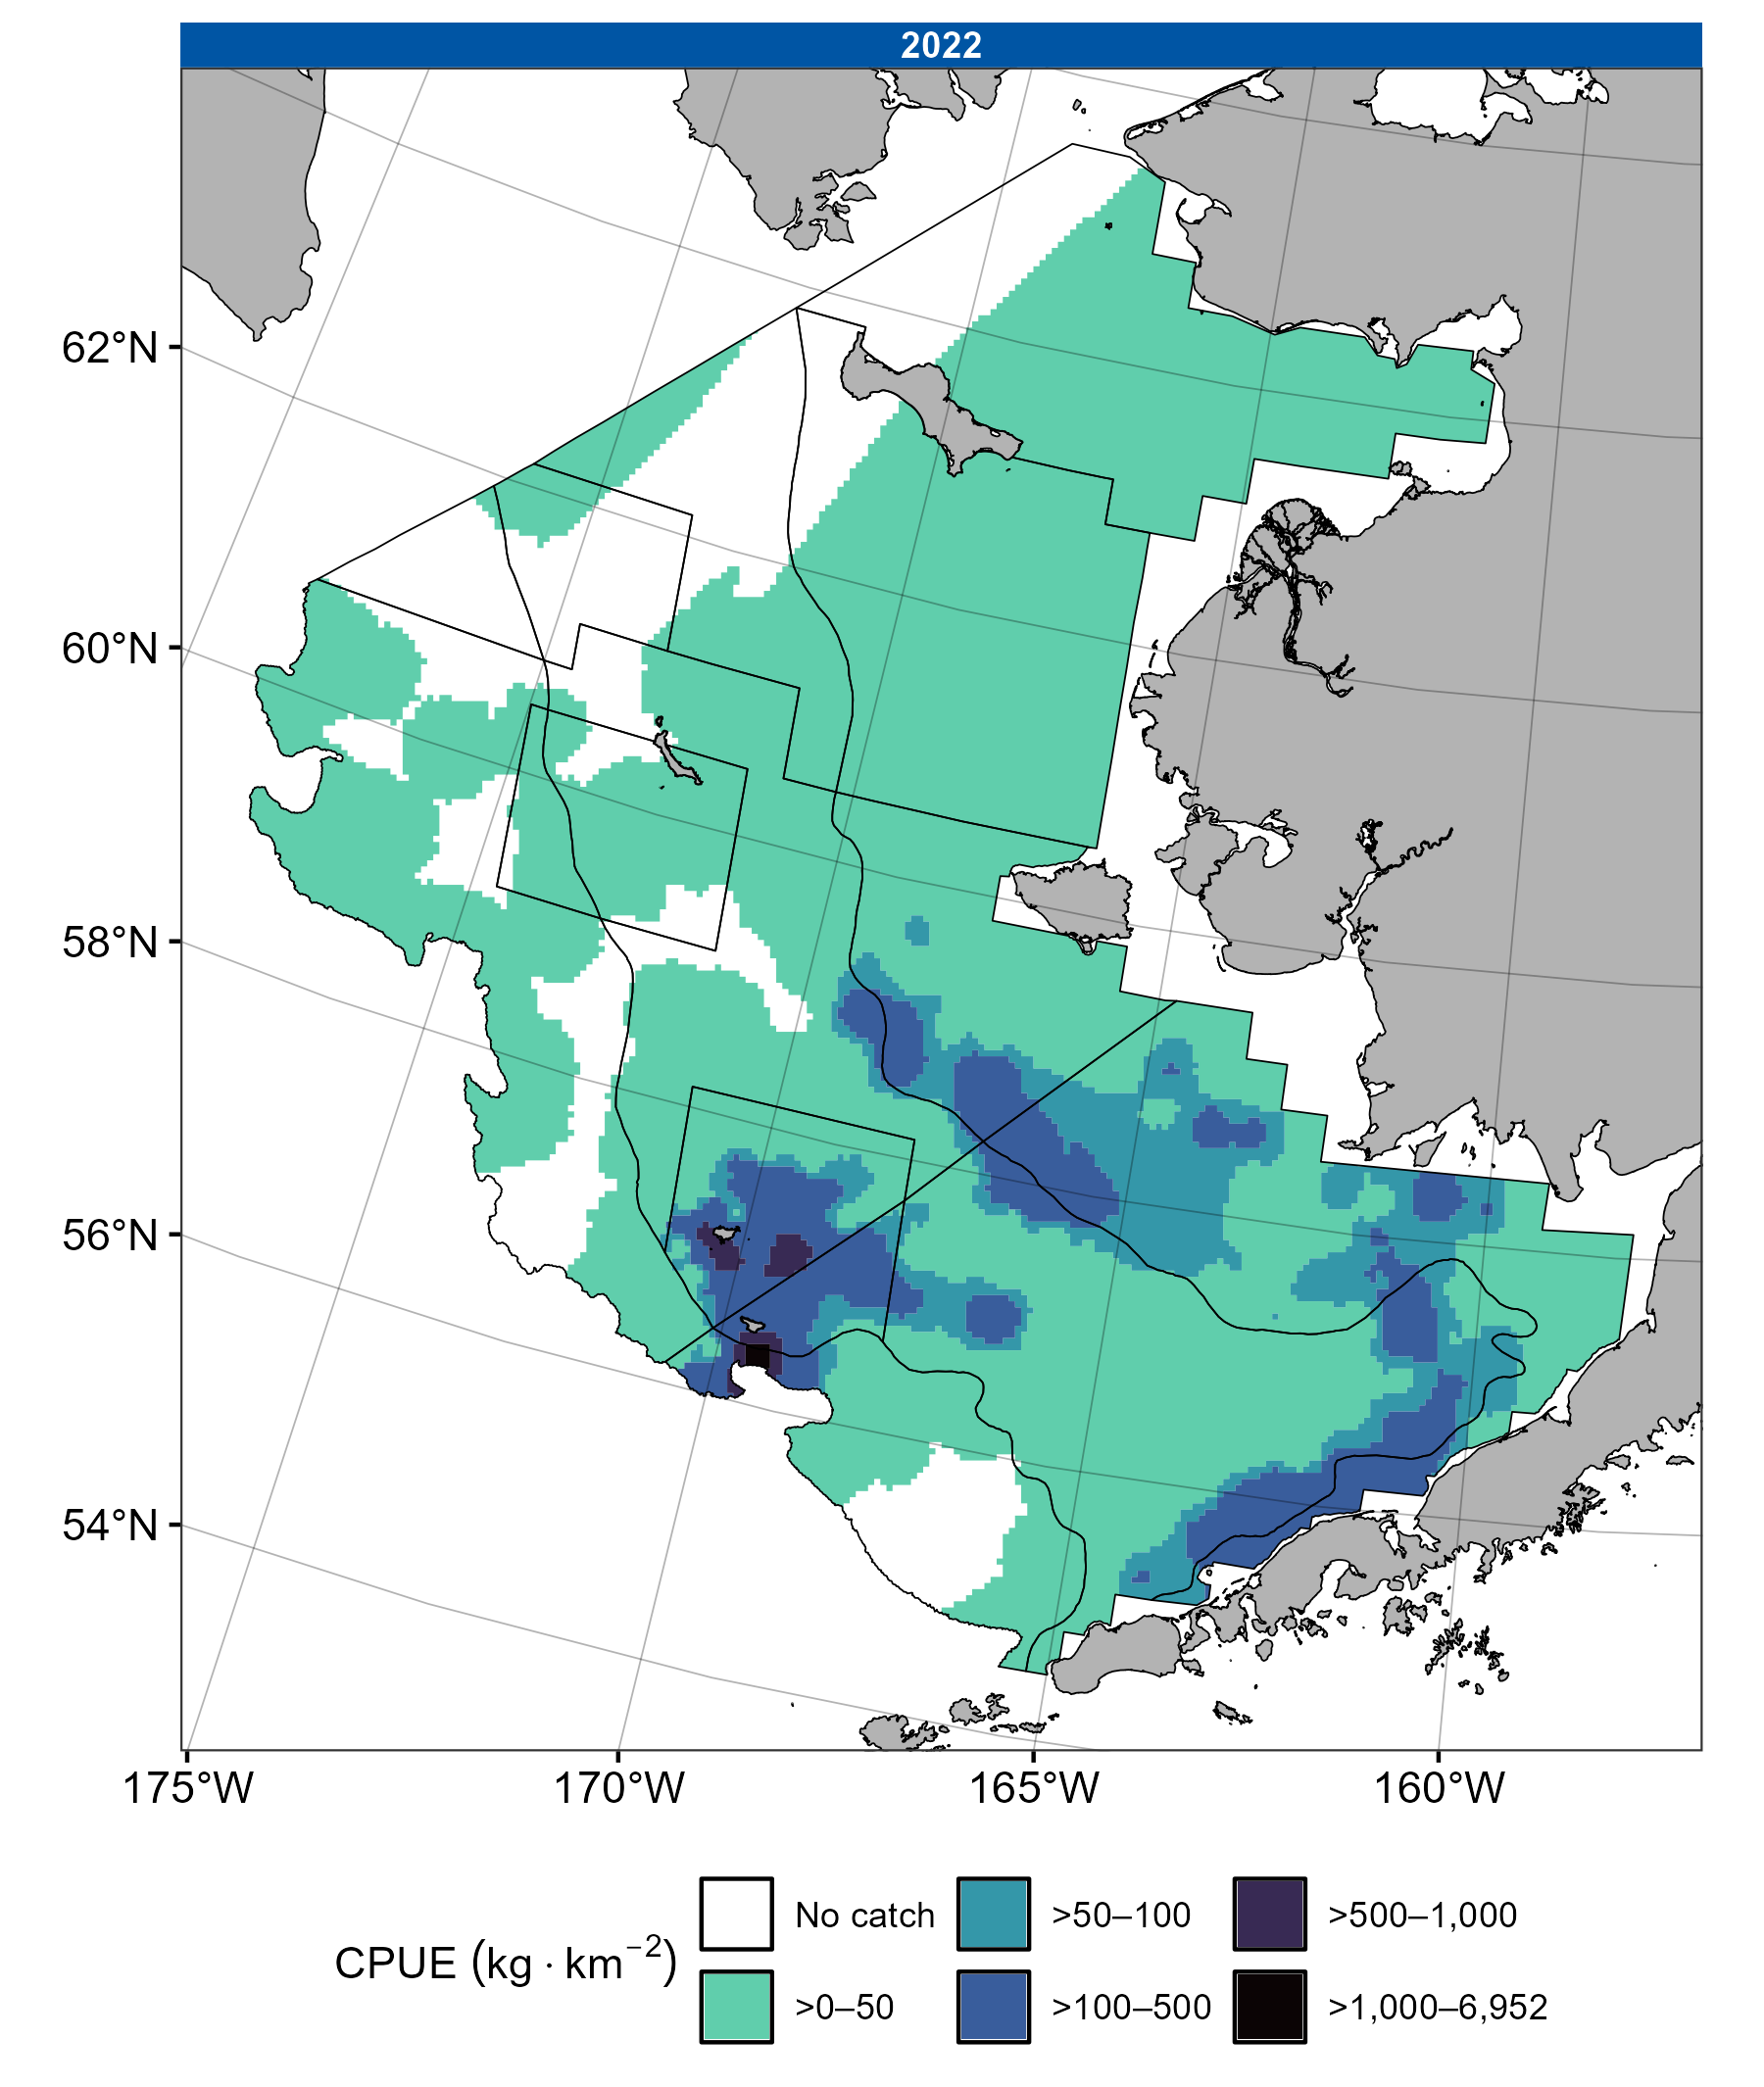 2022
62°N
60°N
58°N
56°N
54°N
175°W 170°W 165°W 160°W
CPUE (kg · km⁻²)
No catch >50–100 >500–1,000
>0–50 >100–500 >1,000–6,952